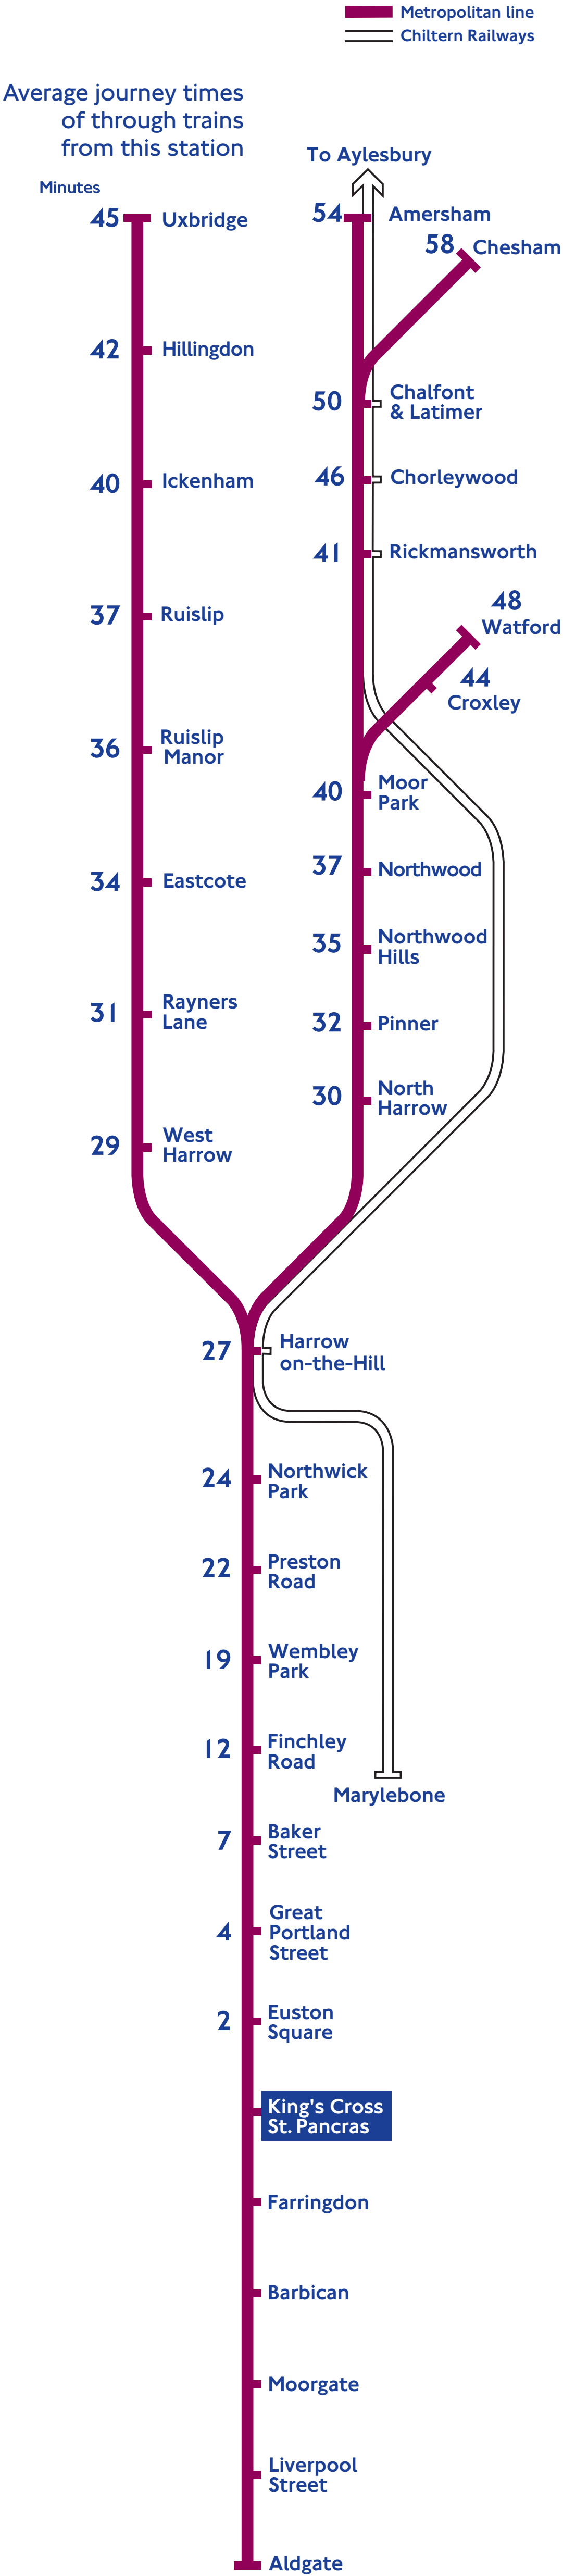 Metropolitan line
Chiltern Railways
Average journey times
of through trains
from this station
Minutes
To Aylesbury
45 Uxbridge
42 Hillingdon
40 Ickenham
37 Ruislip
36 Ruislip
Manor
34 Eastcote
31 Rayners
Lane
29 West
Harrow
54 Amersham
58 Chesham
50 Chalfont
& Latimer
46 Chorleywood
41 Rickmansworth
48
Watford
44
Croxley
40 Moor
Park
37 Northwood
35 Northwood
Hills
32 Pinner
30 North
Harrow
27 Harrow
on-the-Hill
24 Northwick
Park
22 Preston
Road
19 Wembley
Park
12 Finchley
Road
Marylebone
7 Baker
Street
4 Great
Portland
Street
2 Euston
Square
King's Cross
St. Pancras
Farringdon
Barbican
Moorgate
Liverpool
Street
Aldgate